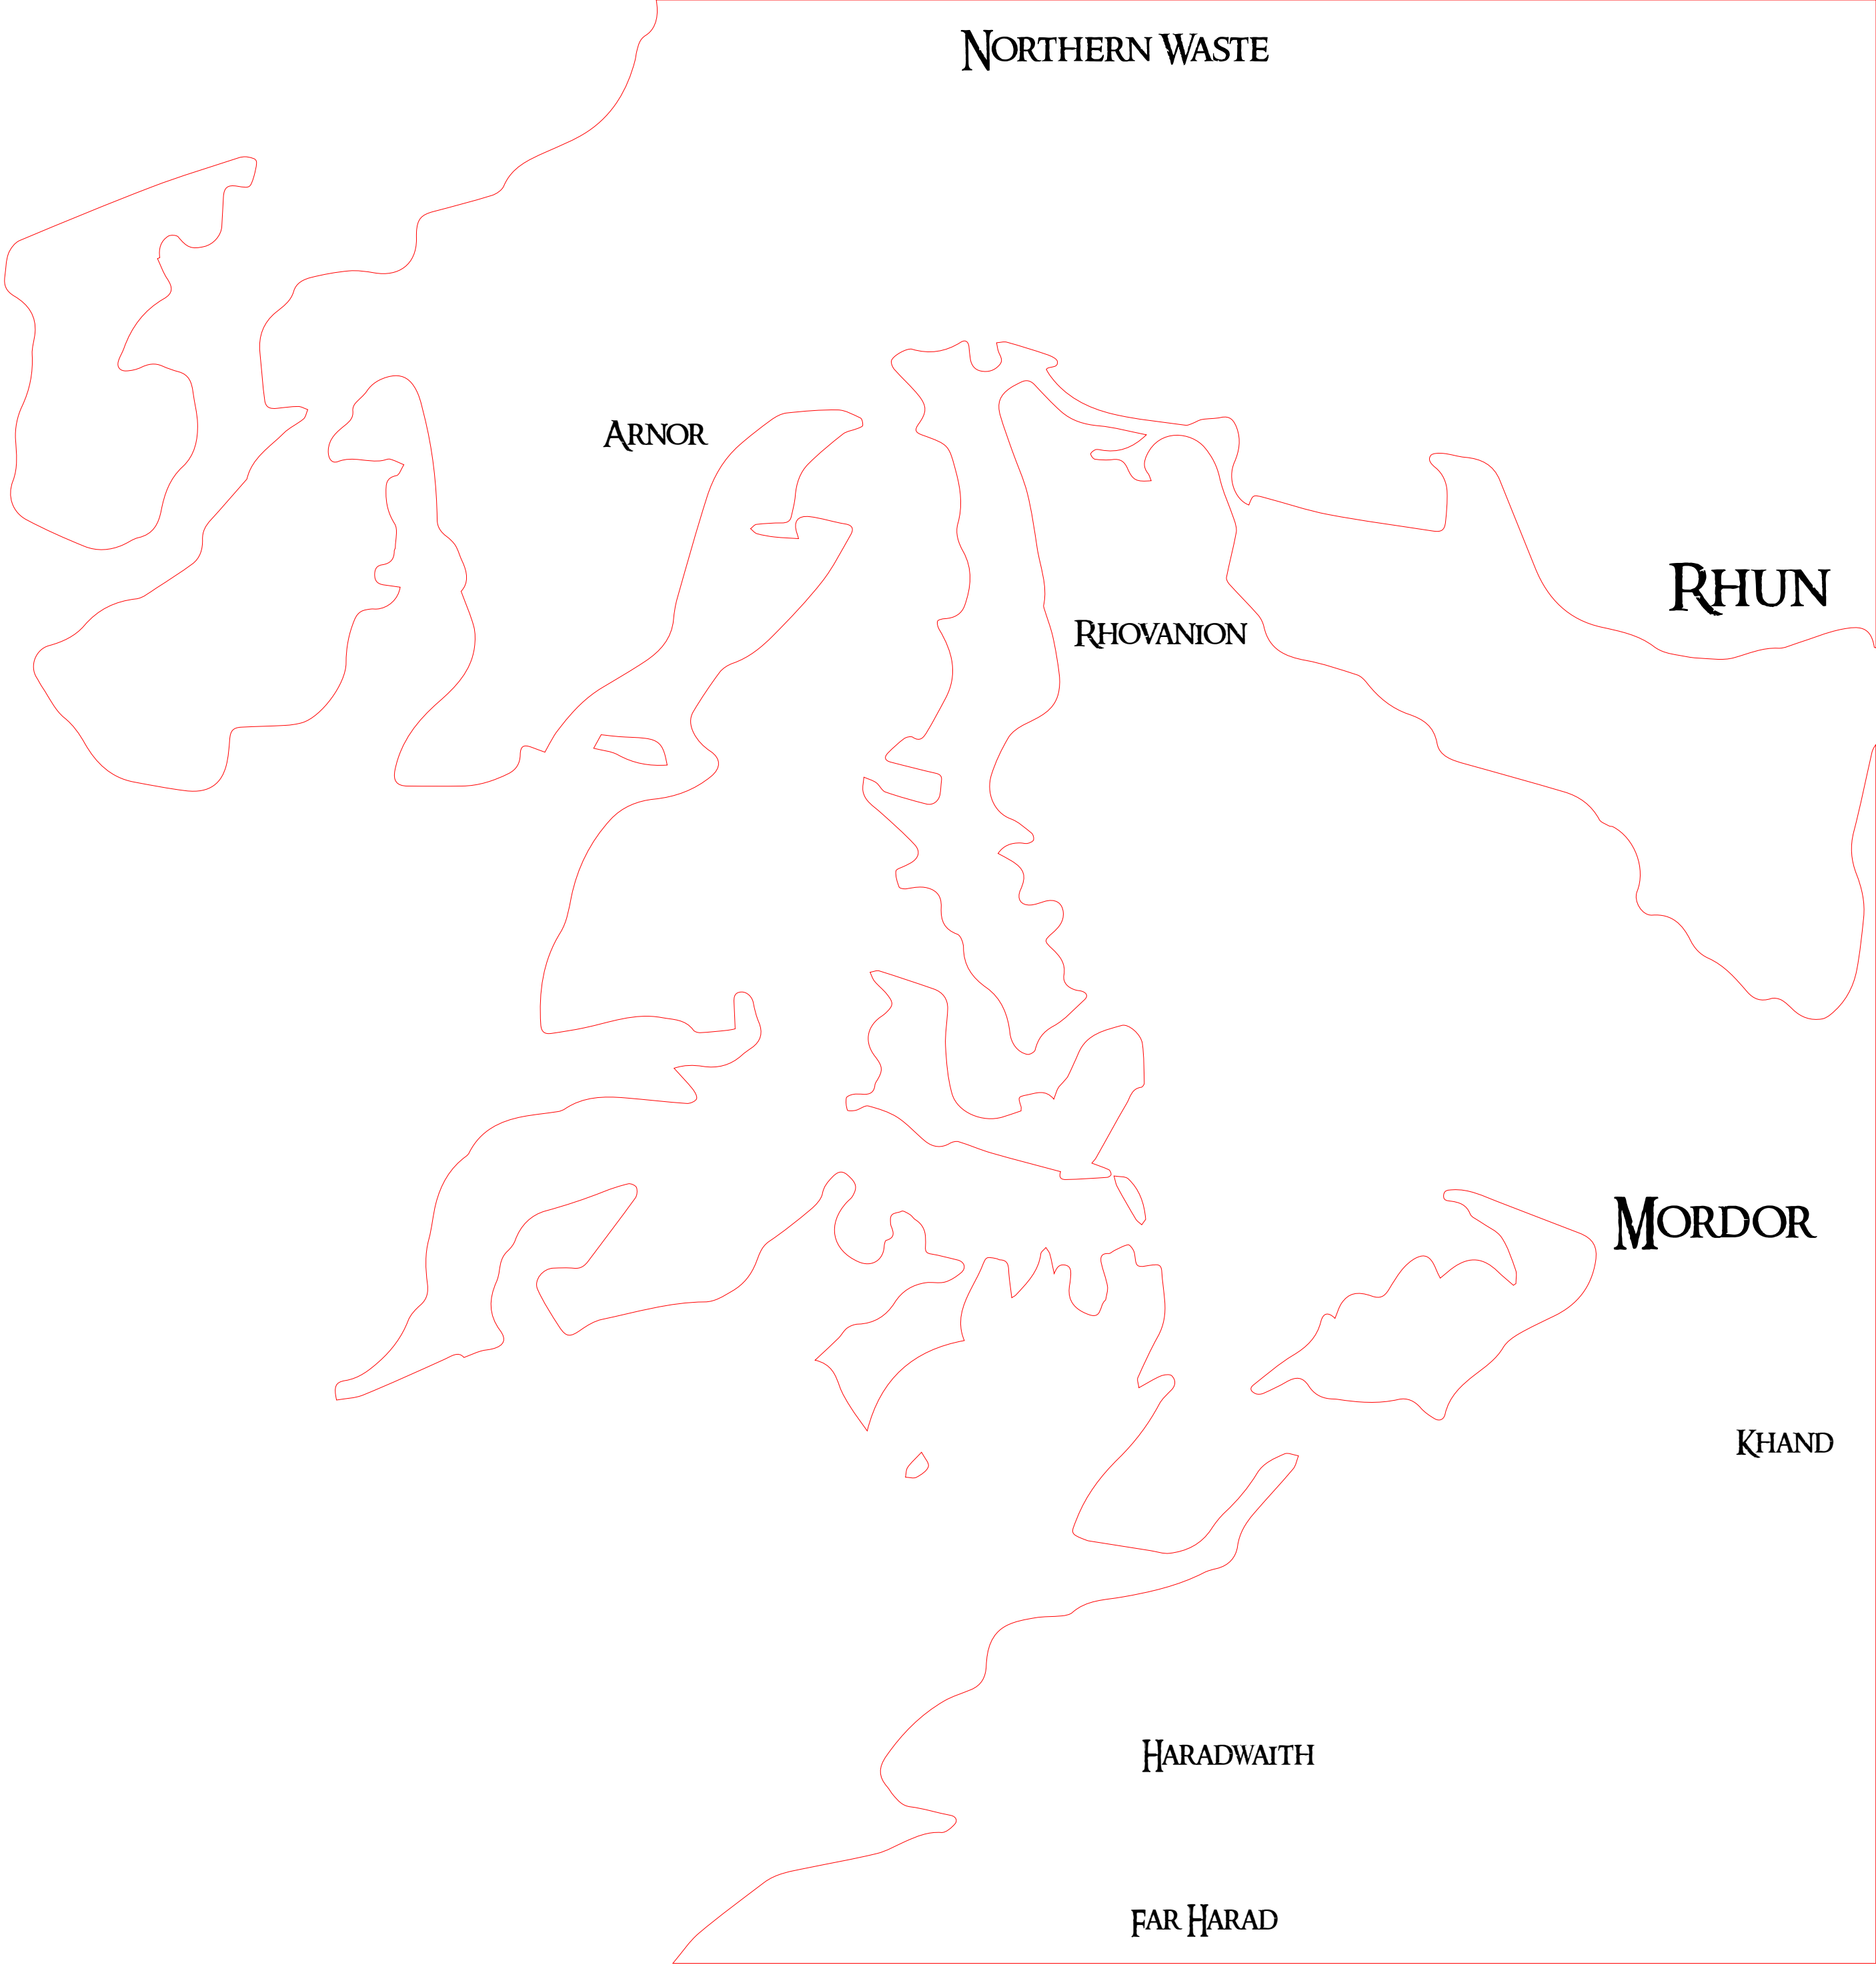 Northern Waste
Arnor
Rhun
Rhovanion
Mordor
Khand
Haradwaith
Far Harad